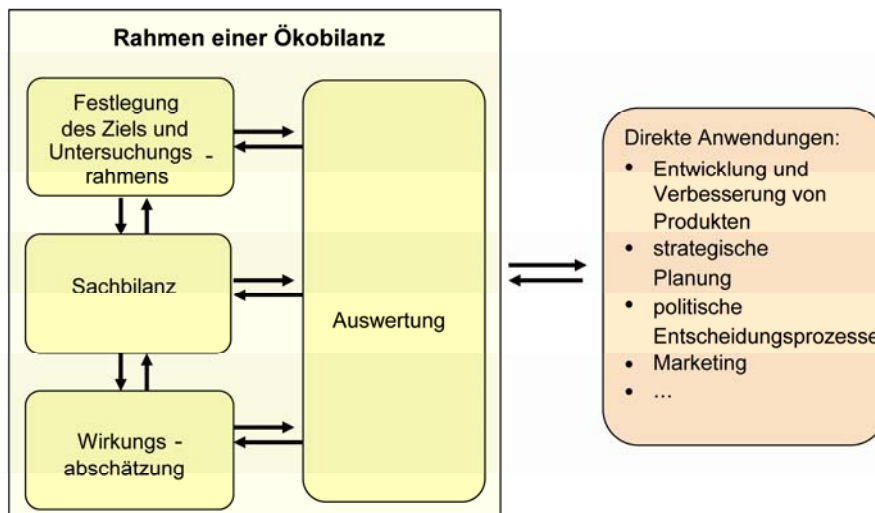 Rahmen einer Ökobilanz
Festlegung
des Ziels und
Untersuchungs -
rahmens
Sachbilanz
Wirkungs -
abschätzung
Auswertung
Direkte Anwendungen:
• Entwicklung und
Verbesserung von
Produkten
• strategische
Planung
• politische
Entscheidungsprozesse
• Marketing
• ...